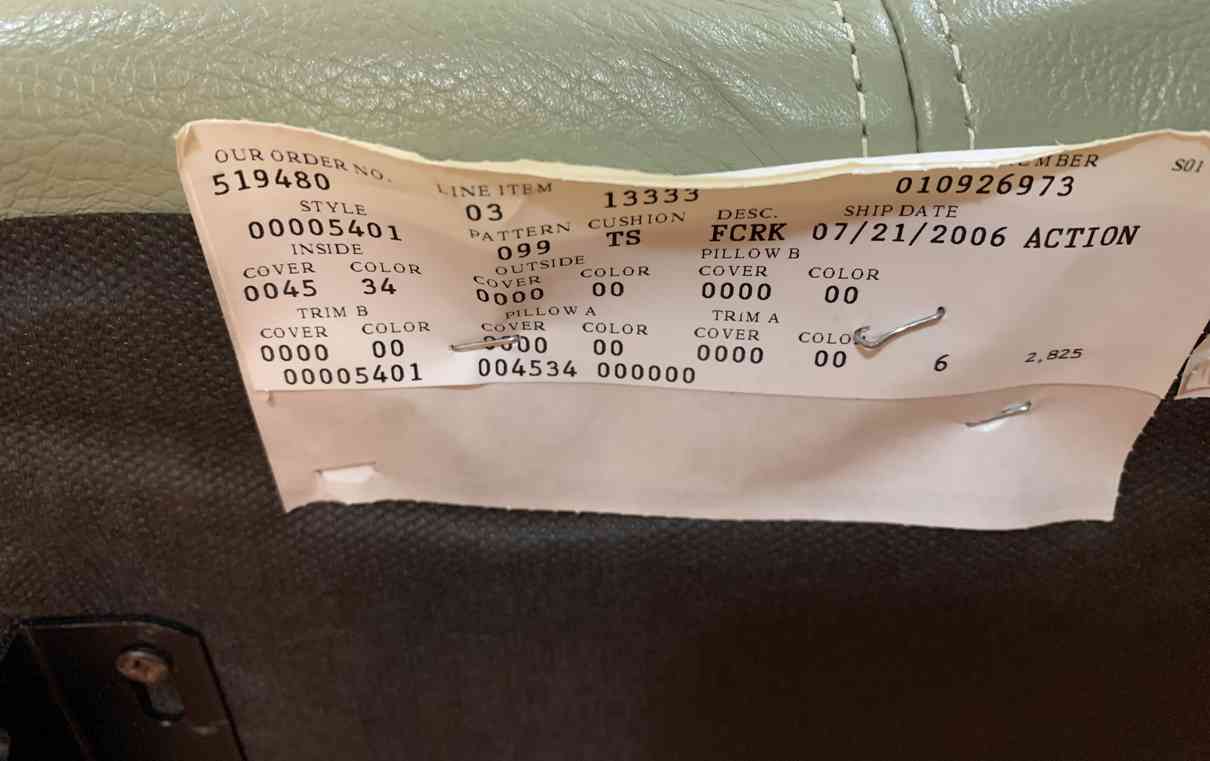 OUR ORDER NO. LINE ITEM 13333 MBER S01
519480 03 010926973
STYLE PATTERN CUSHION DESC. SHIP DATE
00005401 099 TS FCRK 07/21/2006 ACTION
INSIDE OUTSIDE PILLOW B
COVER COLOR COVER COLOR COVER COLOR
0045 34 0000 00 0000 00
TRIM B PILLOW A TRIM A
COVER COLOR COVER COLOR COVER COLO
0000 00 0000 00 0000 00 6 2,825
00005401 004534 000000